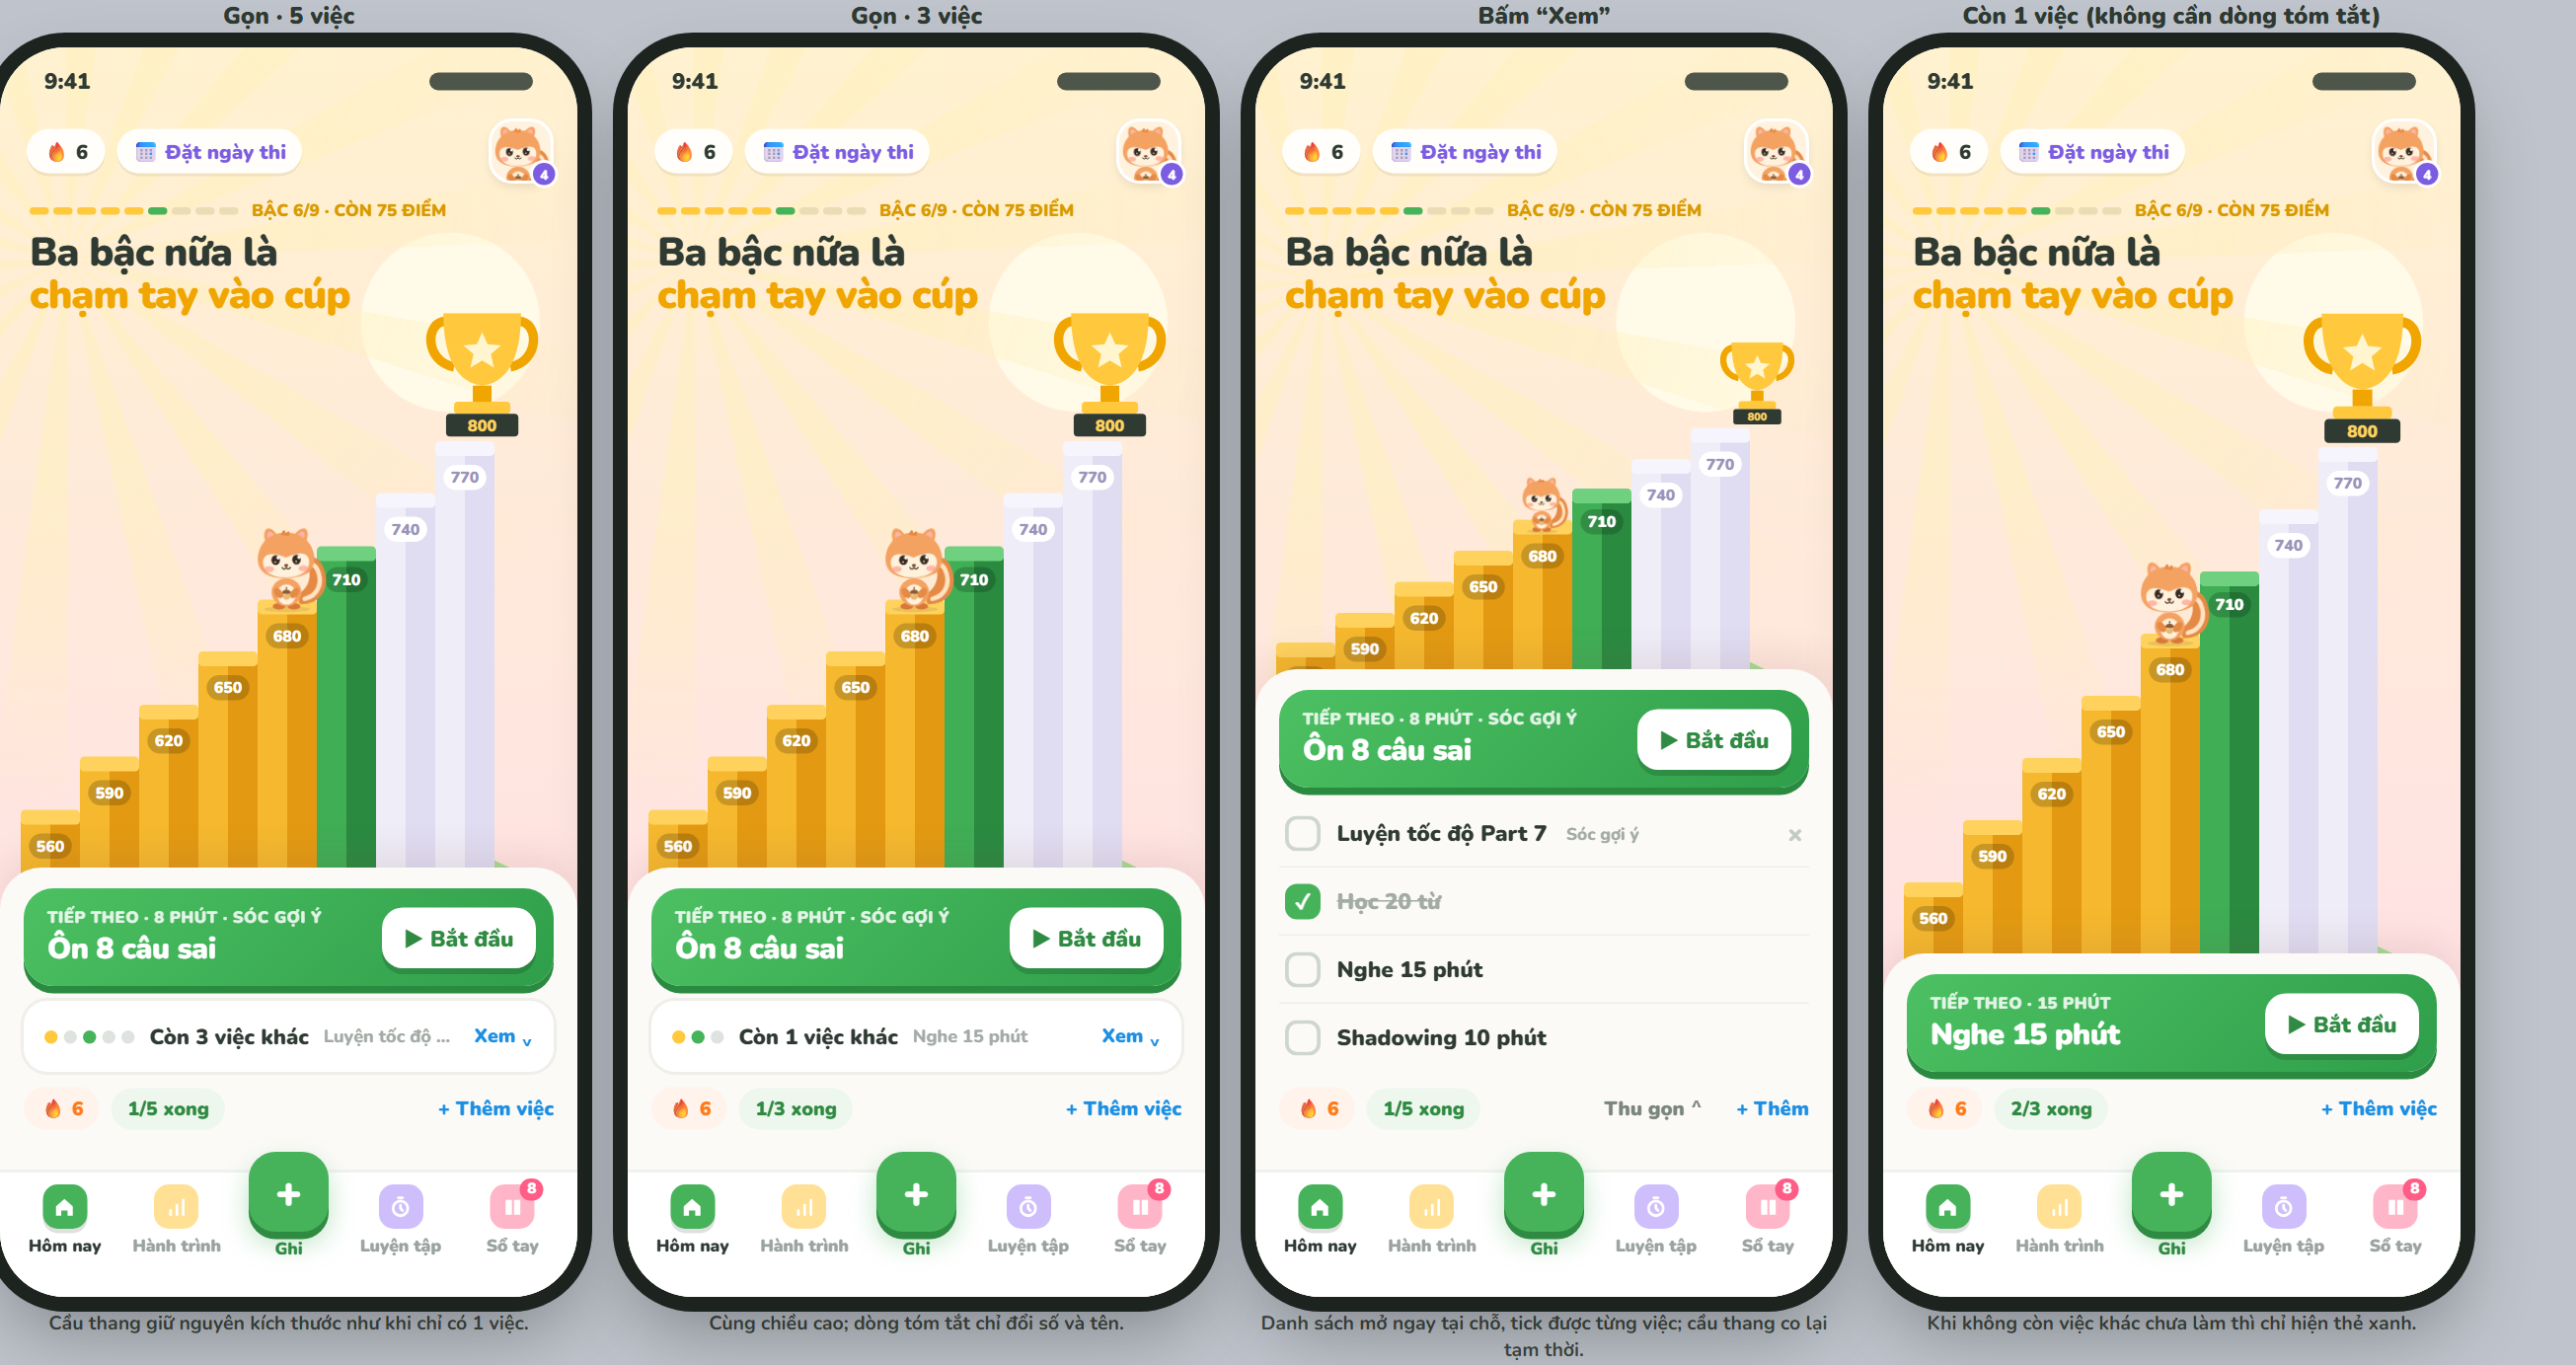 Gọn · 5 việc
9:41
6
Đặt ngày thi
4
BẬC 6/9 · CÒN 75 ĐIỂM
Ba bậc nữa là
chạm tay vào cúp
800
770
740
710
680
650
620
590
560
TIẾP THEO · 8 PHÚT · SÓC GỢI Ý
Ôn 8 câu sai
▶ Bắt đầu
Còn 3 việc khác Luyện tốc độ ... Xem ˅
6
1/5 xong
+ Thêm việc
Hôm nay
Hành trình
+
Ghi
Luyện tập
8
Sổ tay
Cầu thang giữ nguyên kích thước như khi chỉ có 1 việc.
Gọn · 3 việc
9:41
6
Đặt ngày thi
4
BẬC 6/9 · CÒN 75 ĐIỂM
Ba bậc nữa là
chạm tay vào cúp
800
770
740
710
680
650
620
590
560
TIẾP THEO · 8 PHÚT · SÓC GỢI Ý
Ôn 8 câu sai
▶ Bắt đầu
Còn 1 việc khác Nghe 15 phút Xem ˅
6
1/3 xong
+ Thêm việc
Hôm nay
Hành trình
+
Ghi
Luyện tập
8
Sổ tay
Cùng chiều cao; dòng tóm tắt chỉ đổi số và tên.
Bấm “Xem”
9:41
6
Đặt ngày thi
4
BẬC 6/9 · CÒN 75 ĐIỂM
Ba bậc nữa là
chạm tay vào cúp
800
770
740
710
680
650
620
590
TIẾP THEO · 8 PHÚT · SÓC GỢI Ý
Ôn 8 câu sai
▶ Bắt đầu
Luyện tốc độ Part 7 Sóc gợi ý ×
✓ Học 20 từ
Nghe 15 phút
Shadowing 10 phút
6
1/5 xong
Thu gọn ^
+ Thêm
Hôm nay
Hành trình
+
Ghi
Luyện tập
8
Sổ tay
Danh sách mở ngay tại chỗ, tick được từng việc; cầu thang co lại
tạm thời.
Còn 1 việc (không cần dòng tóm tắt)
9:41
6
Đặt ngày thi
4
BẬC 6/9 · CÒN 75 ĐIỂM
Ba bậc nữa là
chạm tay vào cúp
800
770
740
710
680
650
620
590
560
TIẾP THEO · 15 PHÚT
Nghe 15 phút
▶ Bắt đầu
6
2/3 xong
+ Thêm việc
Hôm nay
Hành trình
+
Ghi
Luyện tập
8
Sổ tay
Khi không còn việc khác chưa làm thì chỉ hiện thẻ xanh.